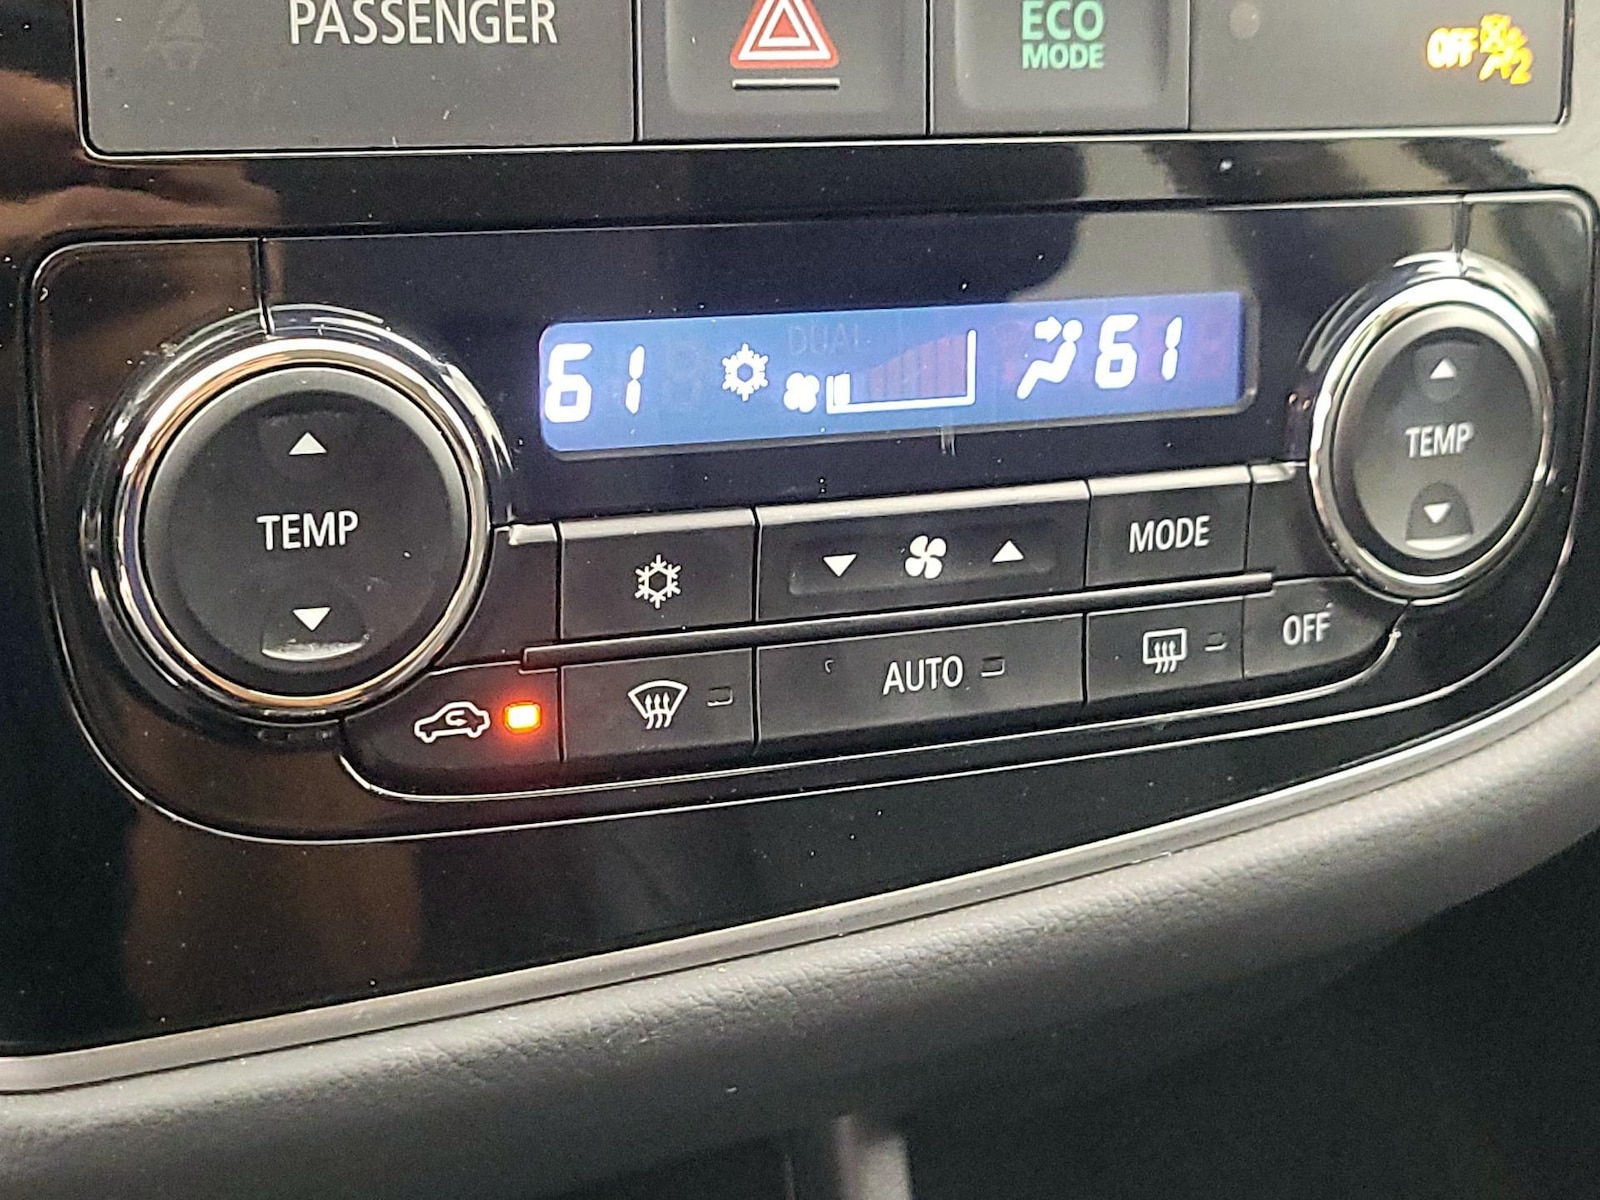 PASSENGER
ECO
MODE
OFF
61
DUAL
61
TEMP
TEMP
MODE
AUTO
OFF